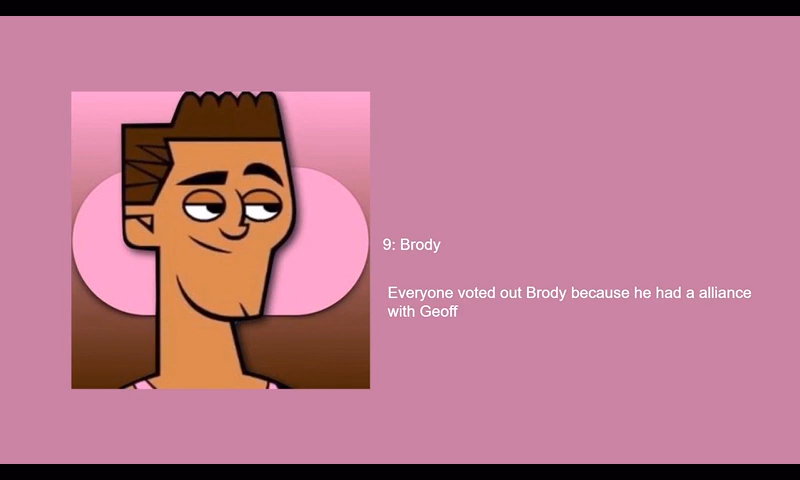 9: Brody
Everyone voted out Brody because he had a alliance
with Geoff